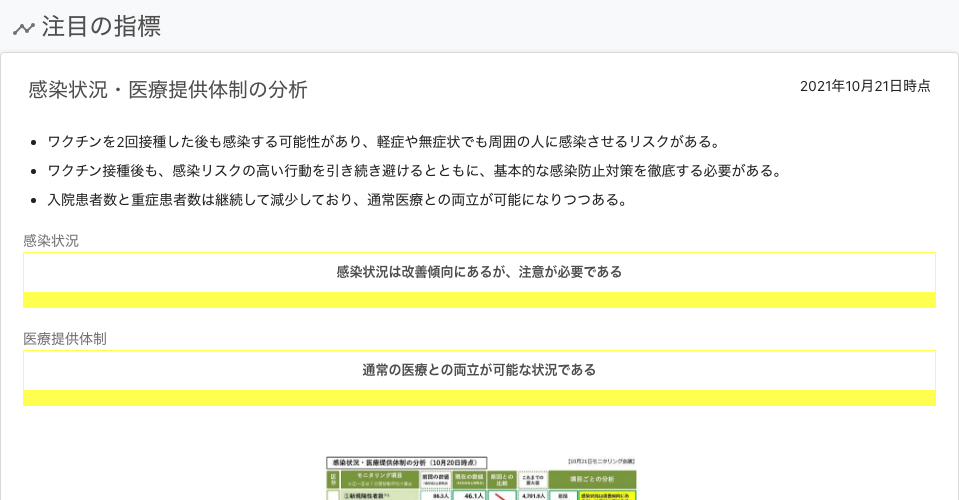 注目の指標
感染状況・医療提供体制の分析
2021年10月21日時点
ワクチンを2回接種した後も感染する可能性があり、軽症や無症状でも周囲の人に感染させるリスクがある。
ワクチン接種後も、感染リスクの高い行動を引き続き避けるとともに、基本的な感染防止対策を徹底する必要がある。
入院患者数と重症患者数は継続して減少しており、通常医療との両立が可能になりつつある。
感染状況
感染状況は改善傾向にあるが、注意が必要である
医療提供体制
通常の医療との両立が可能な状況である
感染状況・医療提供体制の分析（10月20日時点）
【10月21日モニタリング会議】
区分
モニタリング項目
前回の数値
現在の数値
前回との比較
これまでの最大値
項目ごとの分析
①新規陽性者数
46.1人
4,701.9人
総括